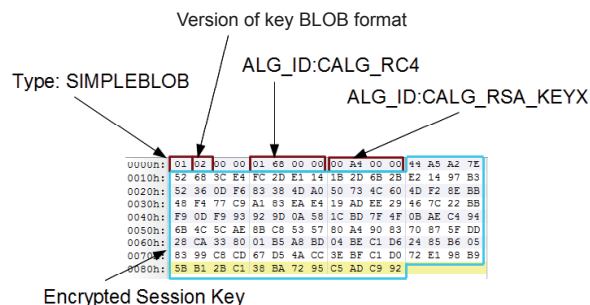 Version of key BLOB format
ALG_ID:CALG_RC4
Type: SIMPLEBLOB
ALG_ID:CALG_RSA_KEYX
0000h: 01 02 00 00 01 68 00 00 00 A4 00 00 44 A5 A2 7E
0010h: 52 68 3C E4 FC 2D E1 14 1B 2D 6B 2B E2 14 97 B3
0020h: 52 36 0D F6 83 38 4D A0 50 73 4C 60 4D F2 8E BB
0030h: 48 F4 77 C9 A1 83 EA E4 19 AD EE 29 46 7C 22 BB
0040h: F9 0D F9 93 92 9D 0A 58 1C BD 7F 4F 0B AE C4 94
0050h: 6B 4C 5C AE 8B C8 53 57 80 A4 90 83 70 87 5F DD
0060h: 28 CA 33 80 01 B5 A8 BD 04 BE C1 D6 24 85 B6 05
0070h: 83 99 C8 CD 67 D5 4A CC 3E BF C1 D0 72 E1 98 B9
0080h: 5B B1 2B C1 38 BA 72 95 C5 AD C9 92
Encrypted Session Key